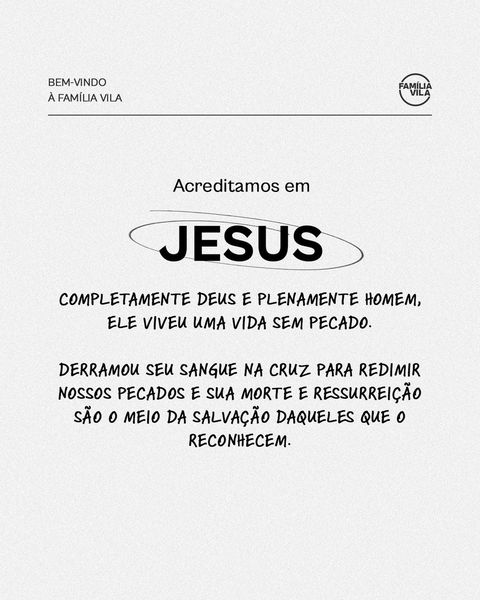 BEM-VINDO
À FAMÍLIA VILA
FAMÍLIA
VILA
Acreditamos em
JESUS
COMPLETAMENTE DEUS E PLENAMENTE HOMEM,
ELE VIVEU UMA VIDA SEM PECADO.
DERRAMOU SEU SANGUE NA CRUZ PARA REDIMIR
NOSSOS PECADOS E SUA MORTE E RESSURREIÇÃO
SÃO O MEIO DA SALVAÇÃO DAQUELES QUE O
RECONHECEM.